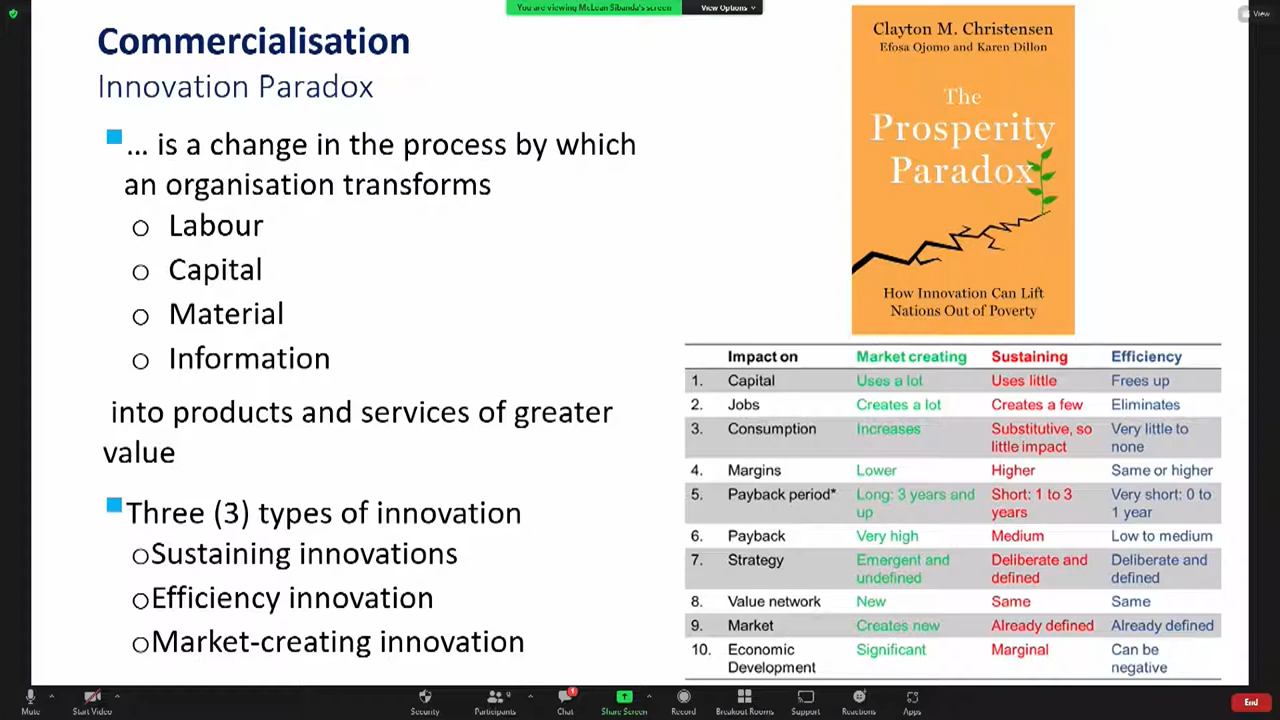 You are viewing McLean Sibanda's screen
View Options
View
Commercialisation
Innovation Paradox
... is a change in the process by which
an organisation transforms
o Labour
o Capital
o Material
o Information
into products and services of greater
value
Three (3) types of innovation
oSustaining innovations
oEfficiency innovation
oMarket-creating innovation
Clayton M. Christensen
Efosa Ojomo and Karen Dillon
The
Prosperity
Paradox
How Innovation Can Lift
Nations Out of Poverty
Impact on Market creating Sustaining Efficiency
1. Capital Uses a lot Uses little Frees up
2. Jobs Creates a lot Creates a few Eliminates
3. Consumption Increases Substitutive, so Very little to
little impact none
4. Margins Lower Higher Same or higher
5. Payback period* Long: 3 years and Short: 1 to 3 Very short: 0 to
up years 1 year
6. Payback Very high Medium Low to medium
7. Strategy Emergent and Deliberate and Deliberate and
undefined defined defined
8. Value network New Same Same
9. Market Creates new Already defined Already defined
10. Economic Significant Marginal Can be
Development negative
Mute
Start Video
Security
Participants 9
Chat 1
Share Screen
Record
Breakout Rooms
Support
Reactions
Apps
End